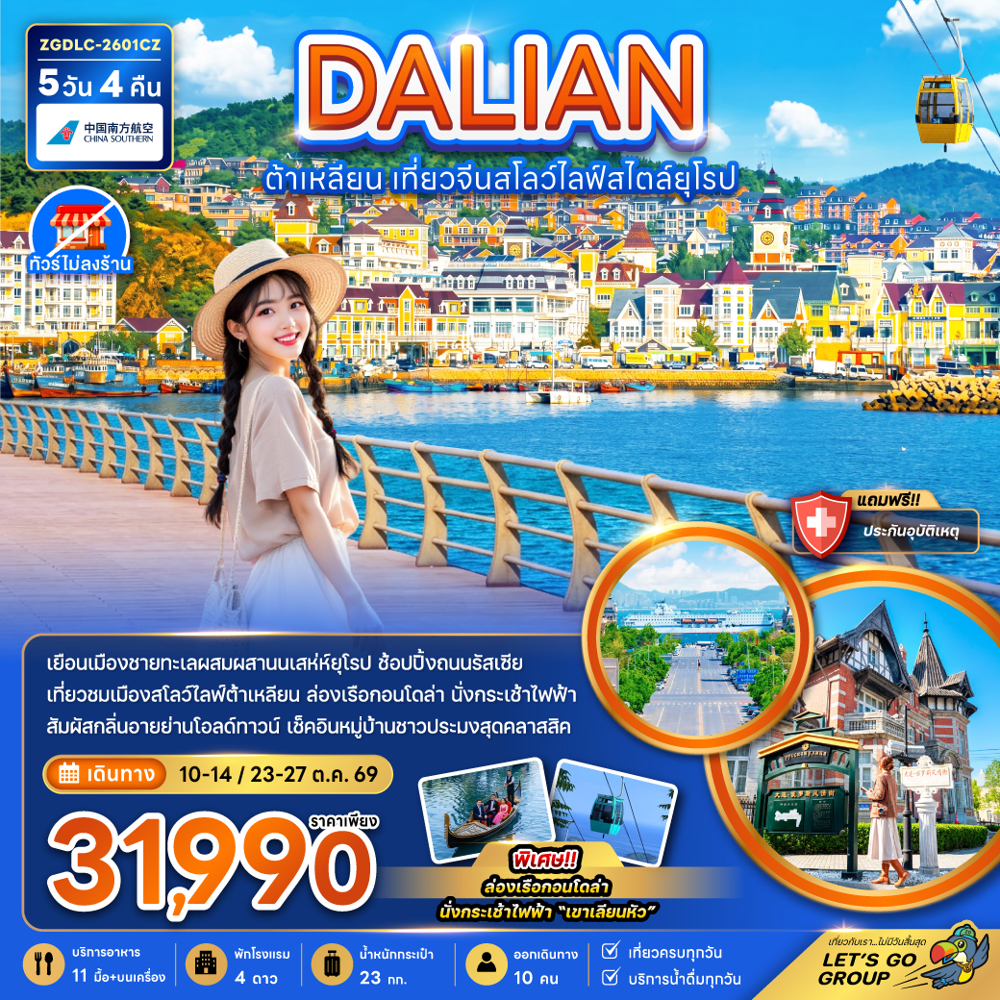 ZGDLC-2601CZ
5 วัน 4 คืน
中国南方航空
CHINA SOUTHERN
DALIAN
ต้าเหลียน เที่ยวจีนสโลว์ไลฟ์สไตล์ยุโรป
34
ทัวร์ไม่ลงร้าน
แถมฟรี!!
ประกันอุบัติเหตุ
เยือนเมืองชายทะเลผสมผสานนเสห่ห์ยุโรป ช้อปปิ้งถนนรัสเซีย
เที่ยวชมเมืองสโลว์ไลฟ์ต้าเหลียน ล่องเรือกอนโดล่า นั่งกระเช้าไฟฟ้า
สัมผัสกลิ่นอายย่านโอลด์ทาวน์ เช็คอินหมู่บ้านชาวประมงสุดคลาสสิค
เดินทาง 10-14 / 23-27 ต.ค. 69
ราคาเพียง
31,990
พิเศษ!!
ล่องเรือกอนโดล่า
นั่งกระเช้าไฟฟ้า “เขาเลียนหัว”
บริการอาหาร
11 มื้อ+บนเครื่อง
พักโรงแรม
4 ดาว
น้ำหนักกระเป๋า
23 กก.
ออกเดินทาง
10 คน
เที่ยวครบทุกวัน
บริการน้ำดื่มทุกวัน
เที่ยวกับเรา...ไม่มีวันสิ้นสุด
LET'S GO
GROUP